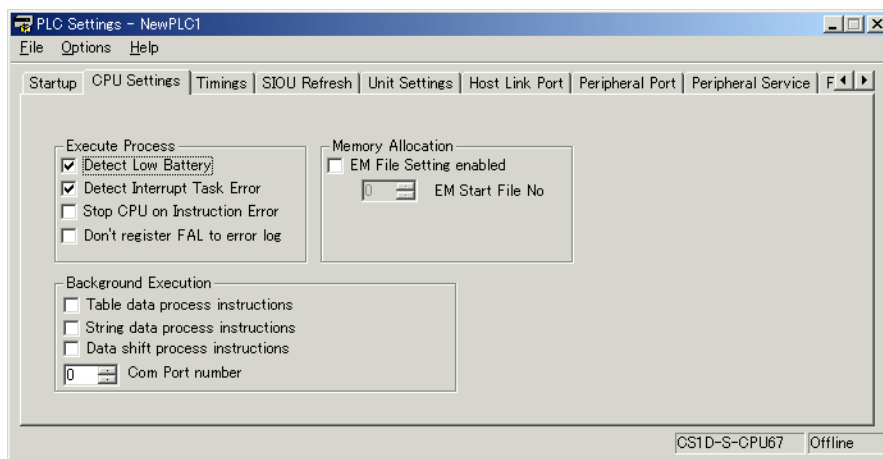 PLC Settings - NewPLC1
File Options Help
Startup CPU Settings Timings SIOU Refresh Unit Settings Host Link Port Peripheral Port Peripheral Service F
Execute Process
Detect Low Battery
Detect Interrupt Task Error
Stop CPU on Instruction Error
Don't register FAL to error log
Memory Allocation
EM File Setting enabled
0 EM Start File No
Background Execution
Table data process instructions
String data process instructions
Data shift process instructions
0 Com Port number
CS1D-S-CPU67 Offline